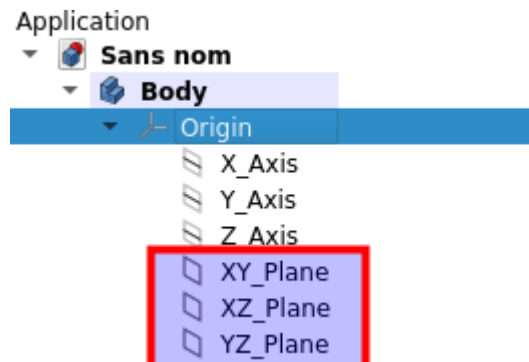 Application
Sans nom
Body
Origin
X_Axis
Y_Axis
Z_Axis
XY_Plane
XZ_Plane
YZ_Plane